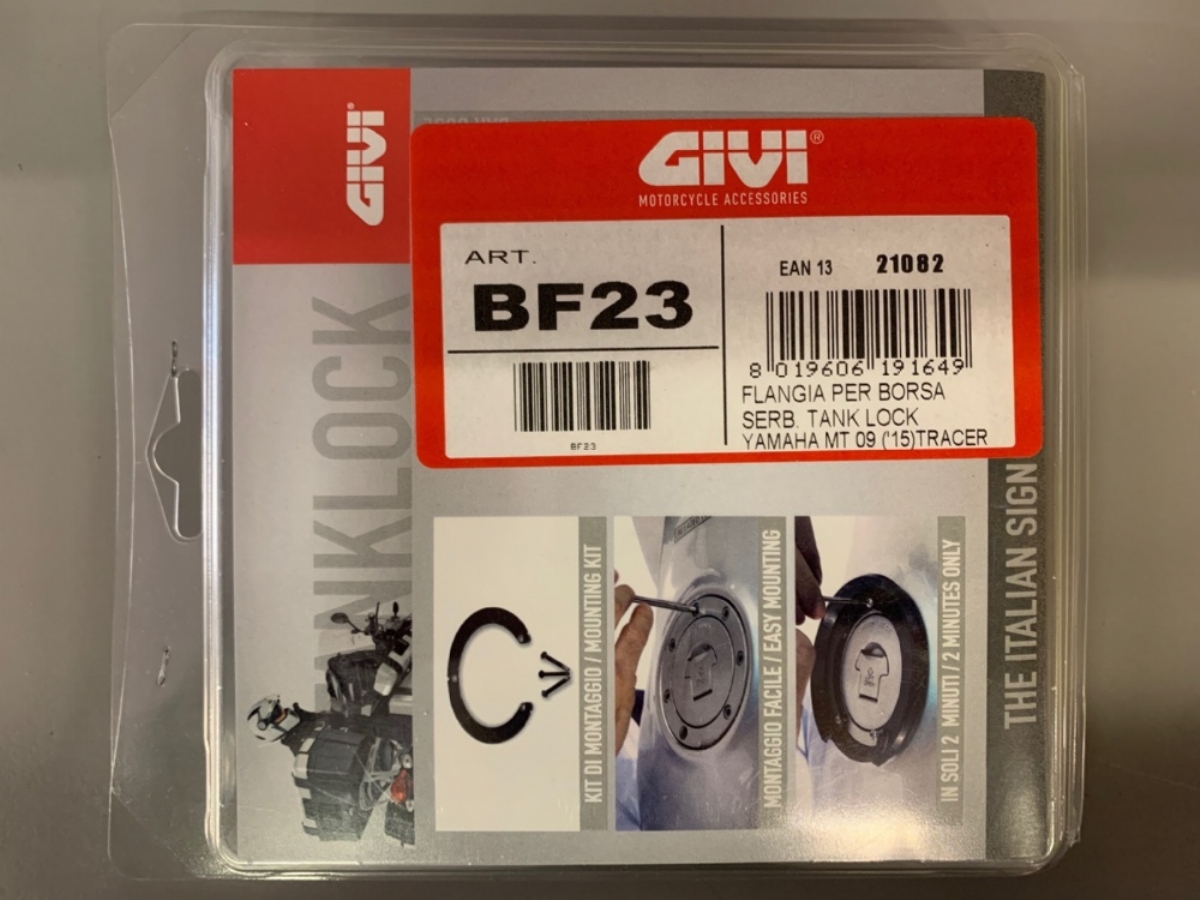 GIVI®
GIVI®
MOTORCYCLE ACCESSORIES
ART.
BF23
BF23
EAN 13 21082
8 019606 191649
FLANGIA PER BORSA
SERB. TANK LOCK
YAMAHA MT 09 ('15)TRACER
ANKLOCK
KIT DI MONTAGGIO / MOUNTING KIT
MONTAGGIO FACILE / EASY MOUNTING
IN SOLI 2 MINUTI / 2 MINUTES ONLY
THE ITALIAN SIGN